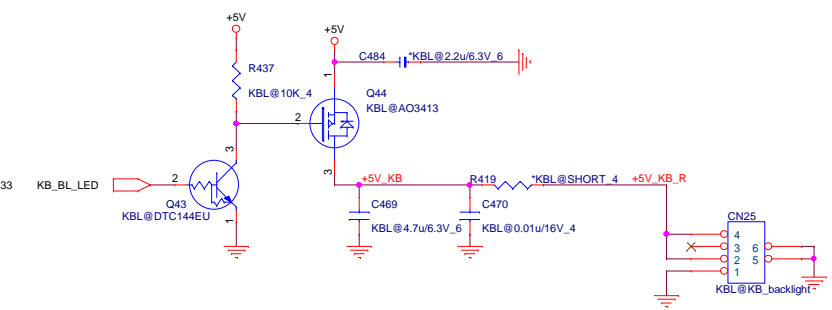 +5V
+5V
R437
KBL@10K_4
C484
*KBL@2.2u/6.3V_6
1
Q44
KBL@AO3413
2
3
3
33 KB_BL_LED
2
Q43
KBL@DTC144EU
1
+5V_KB
R419
*KBL@SHORT_4
+5V_KB_R
C469
KBL@4.7u/6.3V_6
C470
KBL@0.01u/16V_4
CN25
4
3 6
2 5
1
KBL@KB_backlight